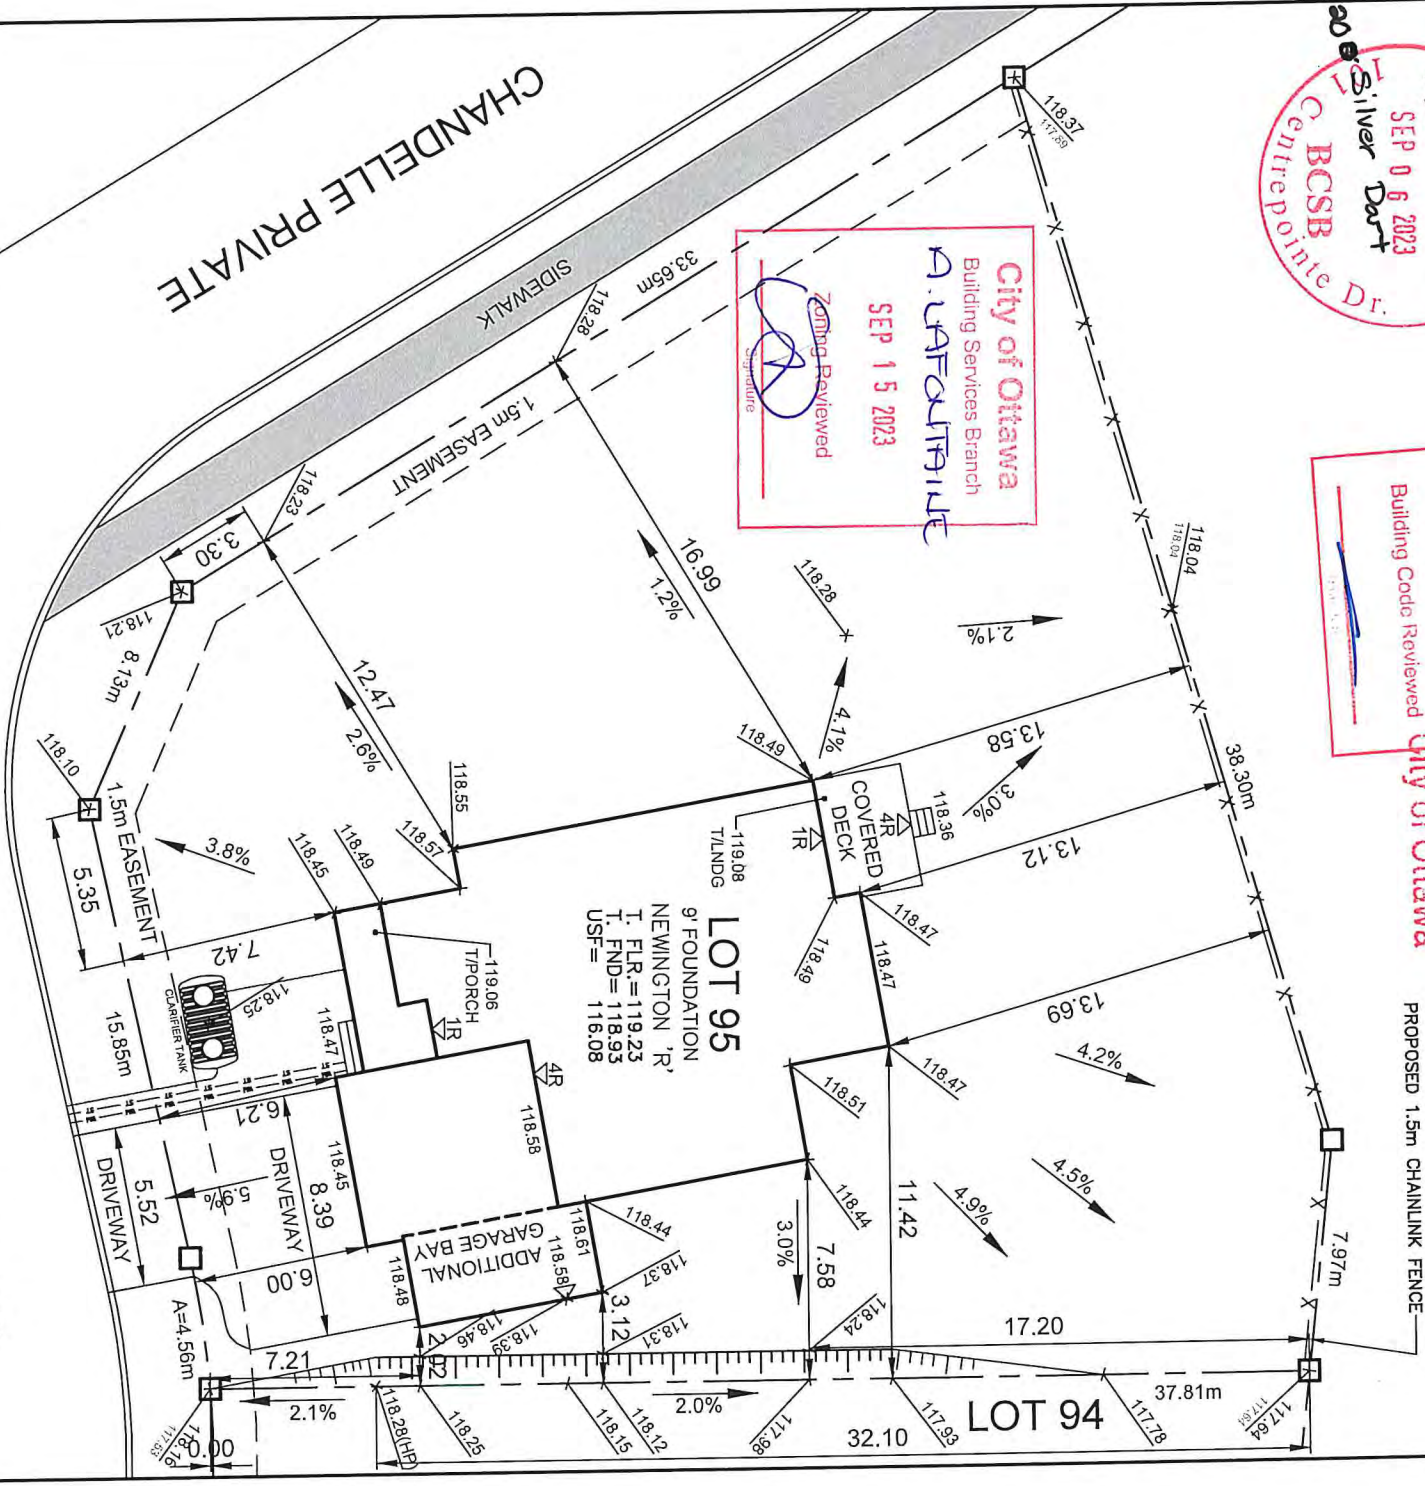 208 Silver Dart
SEP 06 2023
BCSB
101
Centrepointe Dr.
Building Code Reviewed
City of Ottawa
PROPOSED 1.5m CHAINLINK FENCE
CHANDELLE PRIVATE
SIDEWALK
33.65m
1.5m EASEMENT
118.37
117.89
118.28
118.23
118.21
118.10
3.30
8.13m
City of Ottawa
Building Services Branch
A. LAFONTAINE
SEP 15 2023
Zoning Reviewed
Signature
16.99
1.2%
12.47
2.6%
118.28
2.1%
4.1%
118.04
118.04
13.58
3.0%
38.30m
13.12
13.69
118.49
118.55
118.57
118.49
118.45
3.8%
COVERED
DECK
4R
1R
118.36
119.08
T/LNDG
118.47
118.49
118.47
118.47
118.51
4.2%
4.5%
4.9%
LOT 95
9' FOUNDATION
NEWINGTON 'R'
T. FLR.=119.23
T. FND= 118.93
USF= 116.08
119.06
T/PORCH
1R
4R
1.5m EASEMENT
5.35
7.42
118.25
CLARIFIER TANK
15.85m
118.47
6.21
118.58
118.45
DRIVEWAY
8.39
DRIVEWAY
5.52
5.9%
6.00
A=4.56m
ADDITIONAL
GARAGE BAY
118.58
118.61
118.48
118.44
118.37
118.31
118.44
118.24
3.0%
7.58
11.42
3.12
2.02
118.46
118.39
7.21
17.20
7.97m
2.1%
2.0%
118.16
117.53
0.00
118.28(HP)
118.25
118.15
118.12
117.98
117.93
LOT 94
117.78
37.81m
117.64
117.64
32.10